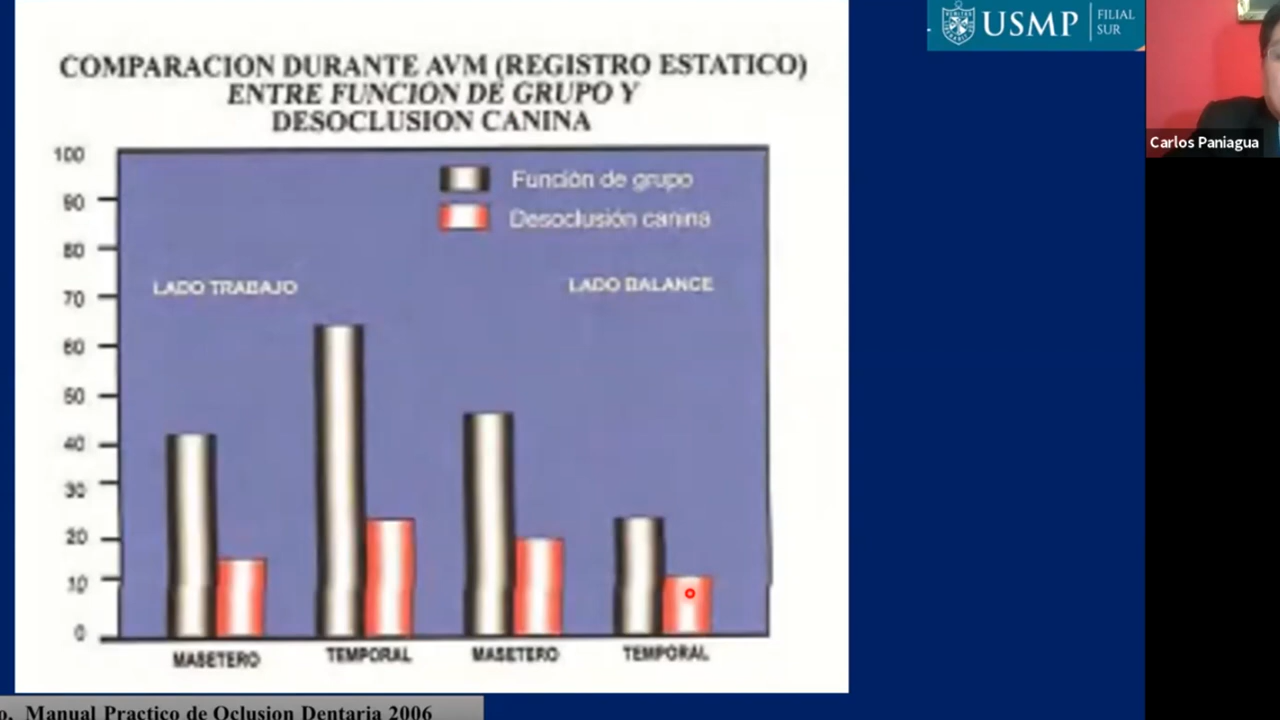 COMPARACION DURANTE AVM (REGISTRO ESTATICO)
ENTRE FUNCION DE GRUPO Y
DESOCLUSION CANINA
USMP
FILIAL
SUR
Carlos Paniagua
100
90
80
70
60
50
40
30
20
10
0
Función de grupo
Desoclusión canina
LADO TRABAJO
LADO BALANCE
MASETERO
TEMPORAL
MASETERO
TEMPORAL
o. Manual Practico de Oclusion Dentaria 2006